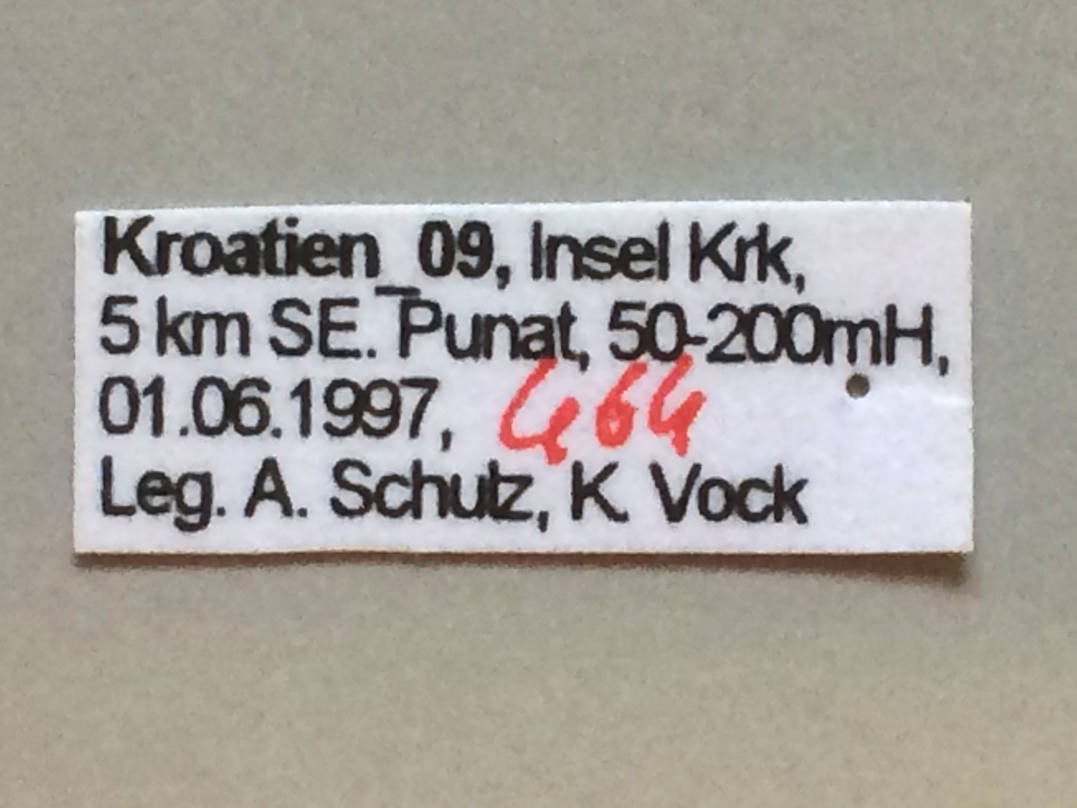 Kroatien_09, Insel Krk,
5 km SE. Punat, 50-200mH,
01.06.1997, 464
Leg. A. Schulz, K. Vock